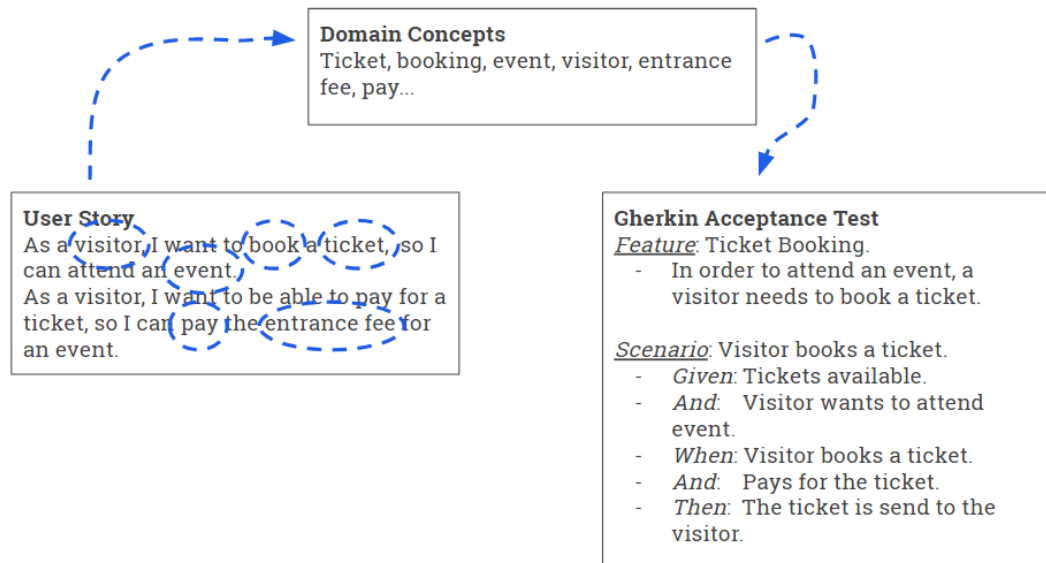 Domain Concepts
Ticket, booking, event, visitor, entrance
fee, pay...
User Story
As a visitor, I want to book a ticket, so I
can attend an event.
As a visitor, I want to be able to pay for a
ticket, so I can pay the entrance fee for
an event.
Gherkin Acceptance Test
Feature: Ticket Booking.
- In order to attend an event, a
visitor needs to book a ticket.
Scenario: Visitor books a ticket.
- Given: Tickets available.
- And: Visitor wants to attend
event.
- When: Visitor books a ticket.
- And: Pays for the ticket.
- Then: The ticket is send to the
visitor.